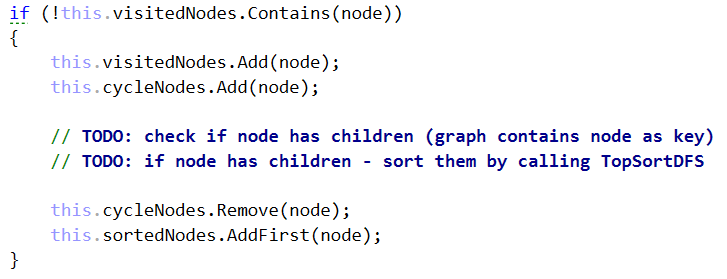 if (!this.visitedNodes.Contains(node))
{
    this.visitedNodes.Add(node);
    this.cycleNodes.Add(node);
    // TODO: check if node has children (graph contains node as key)
    // TODO: if node has children - sort them by calling TopSortDFS
    this.cycleNodes.Remove(node);
    this.sortedNodes.AddFirst(node);
}